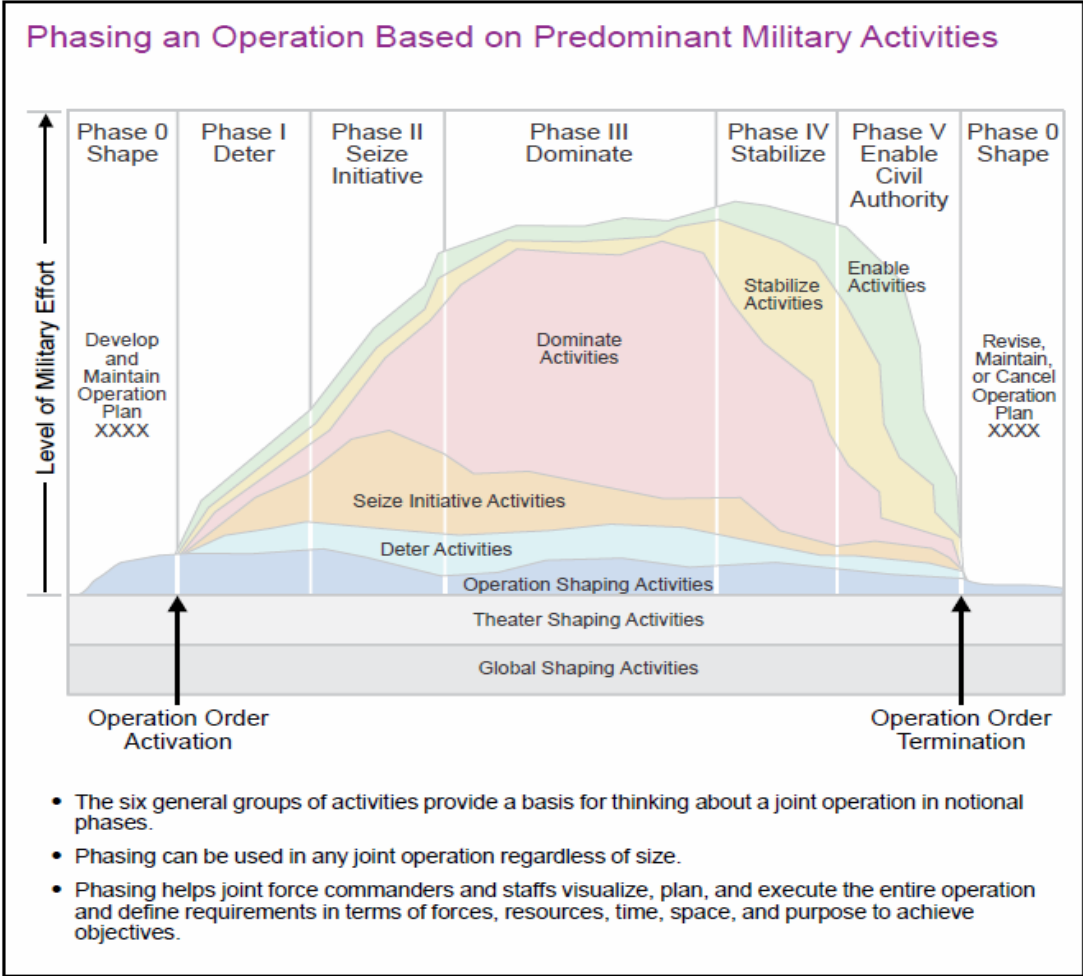 Phasing an Operation Based on Predominant Military Activities
Phase 0
Shape
Phase I
Deter
Phase II
Seize
Initiative
Phase III
Dominate
Phase IV
Stabilize
Phase V
Enable
Civil
Authority
Phase 0
Shape
Level of Military Effort
Develop
and
Maintain
Operation
Plan
XXXX
Enable
Activities
Stabilize
Activities
Dominate
Activities
Revise,
Maintain,
or Cancel
Operation
Plan
XXXX
Seize Initiative Activities
Deter Activities
Operation Shaping Activities
Theater Shaping Activities
Global Shaping Activities
Operation Order
Activation
Operation Order
Termination
• The six general groups of activities provide a basis for thinking about a joint operation in notional
phases.
• Phasing can be used in any joint operation regardless of size.
• Phasing helps joint force commanders and staffs visualize, plan, and execute the entire operation
and define requirements in terms of forces, resources, time, space, and purpose to achieve
objectives.